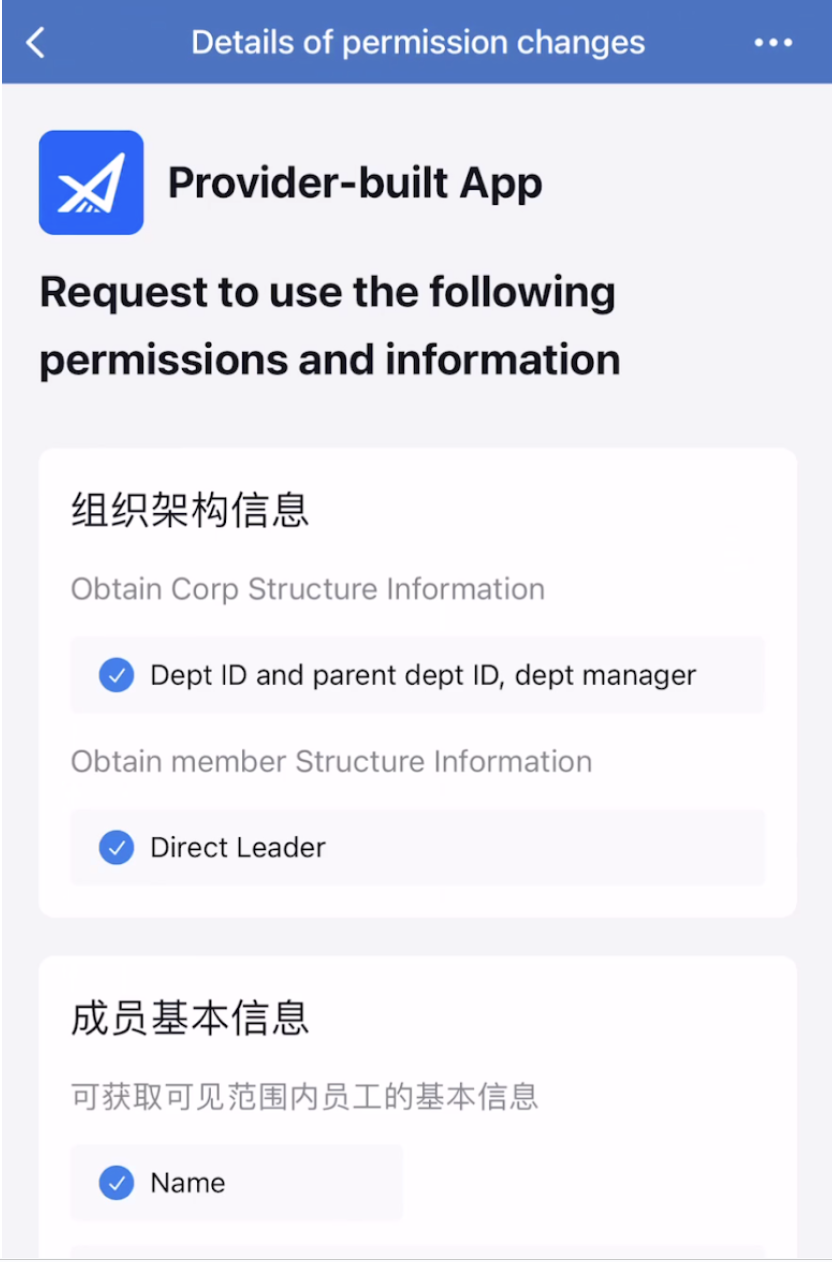 Details of permission changes
Provider-built App
Request to use the following
permissions and information
组织架构信息
Obtain Corp Structure Information
Dept ID and parent dept ID, dept manager
Obtain member Structure Information
Direct Leader
成员基本信息
可获取可见范围内员工的基本信息
Name